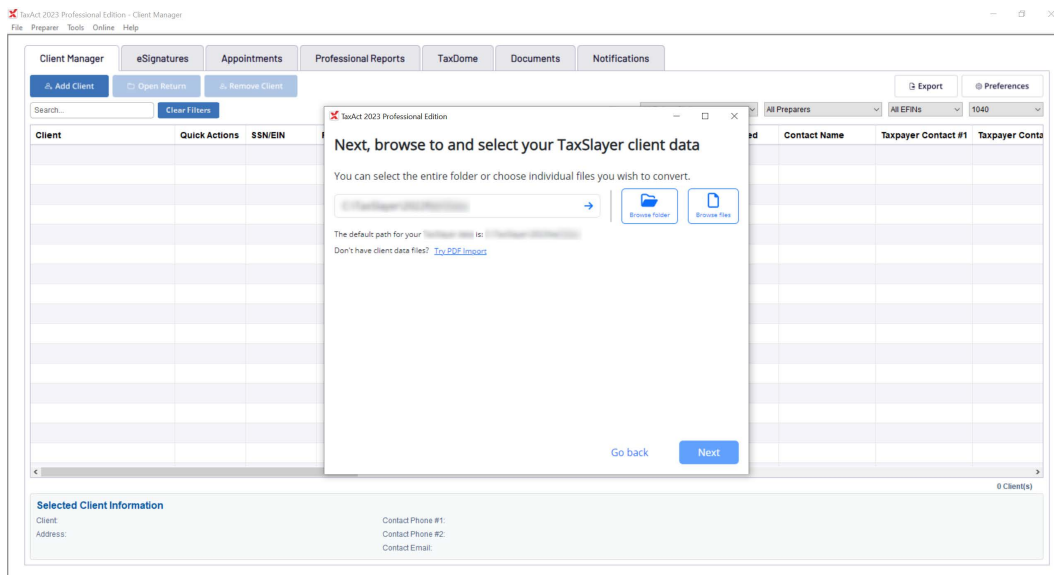 TaxAct 2023 Professional Edition - Client Manager
File Preparer Tools Online Help
Client Manager eSignatures Appointments Professional Reports TaxDome Documents Notifications
Add Client Open Return Remove Client Export Preferences
Search... Clear Filters All Preparers All EFINs 1040
Client Quick Actions SSN/EIN ed Contact Name Taxpayer Contact #1 Taxpayer Conta
TaxAct 2023 Professional Edition
Next, browse to and select your TaxSlayer client data
You can select the entire folder or choose individual files you wish to convert.
Browse folder Browse files
The default path for your is:
Don't have client data files? Try PDF Import
Go back Next
0 Client(s)
Selected Client Information
Client: Contact Phone #1:
Address: Contact Phone #2:
Contact Email: